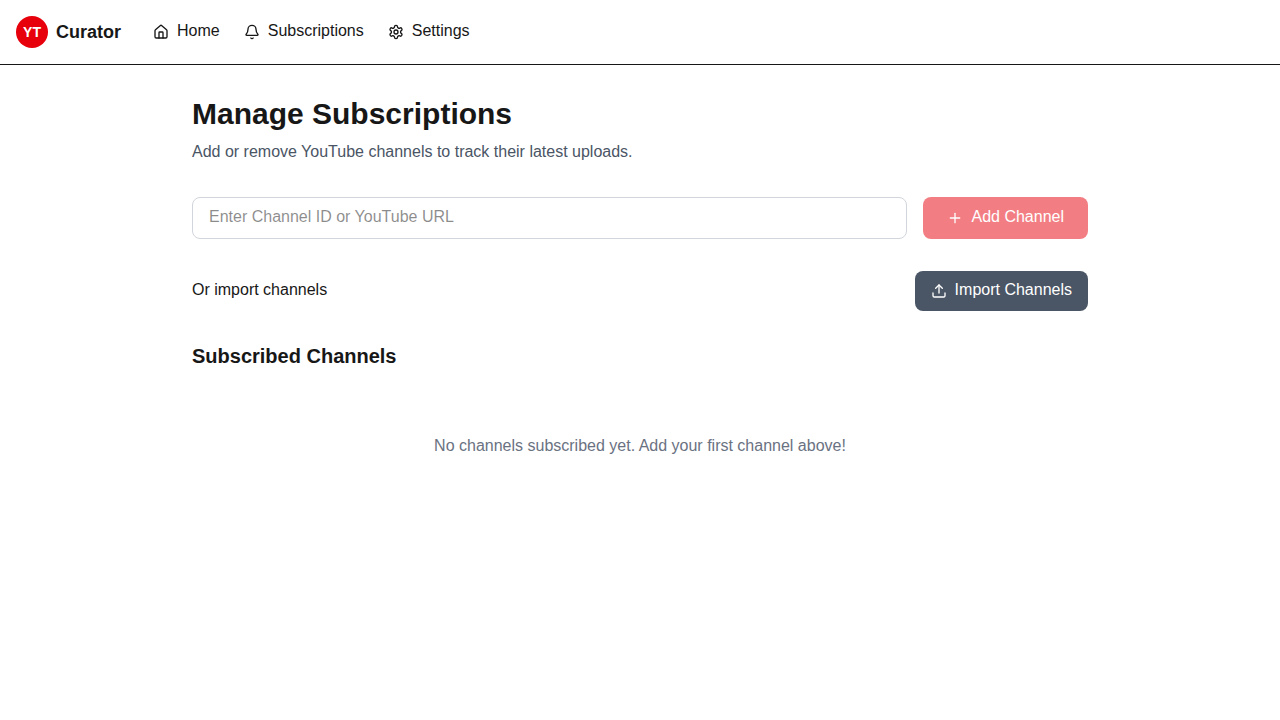 YT Curator Home Subscriptions Settings
Manage Subscriptions
Add or remove YouTube channels to track their latest uploads.
Enter Channel ID or YouTube URL Add Channel
Or import channels Import Channels
Subscribed Channels
No channels subscribed yet. Add your first channel above!